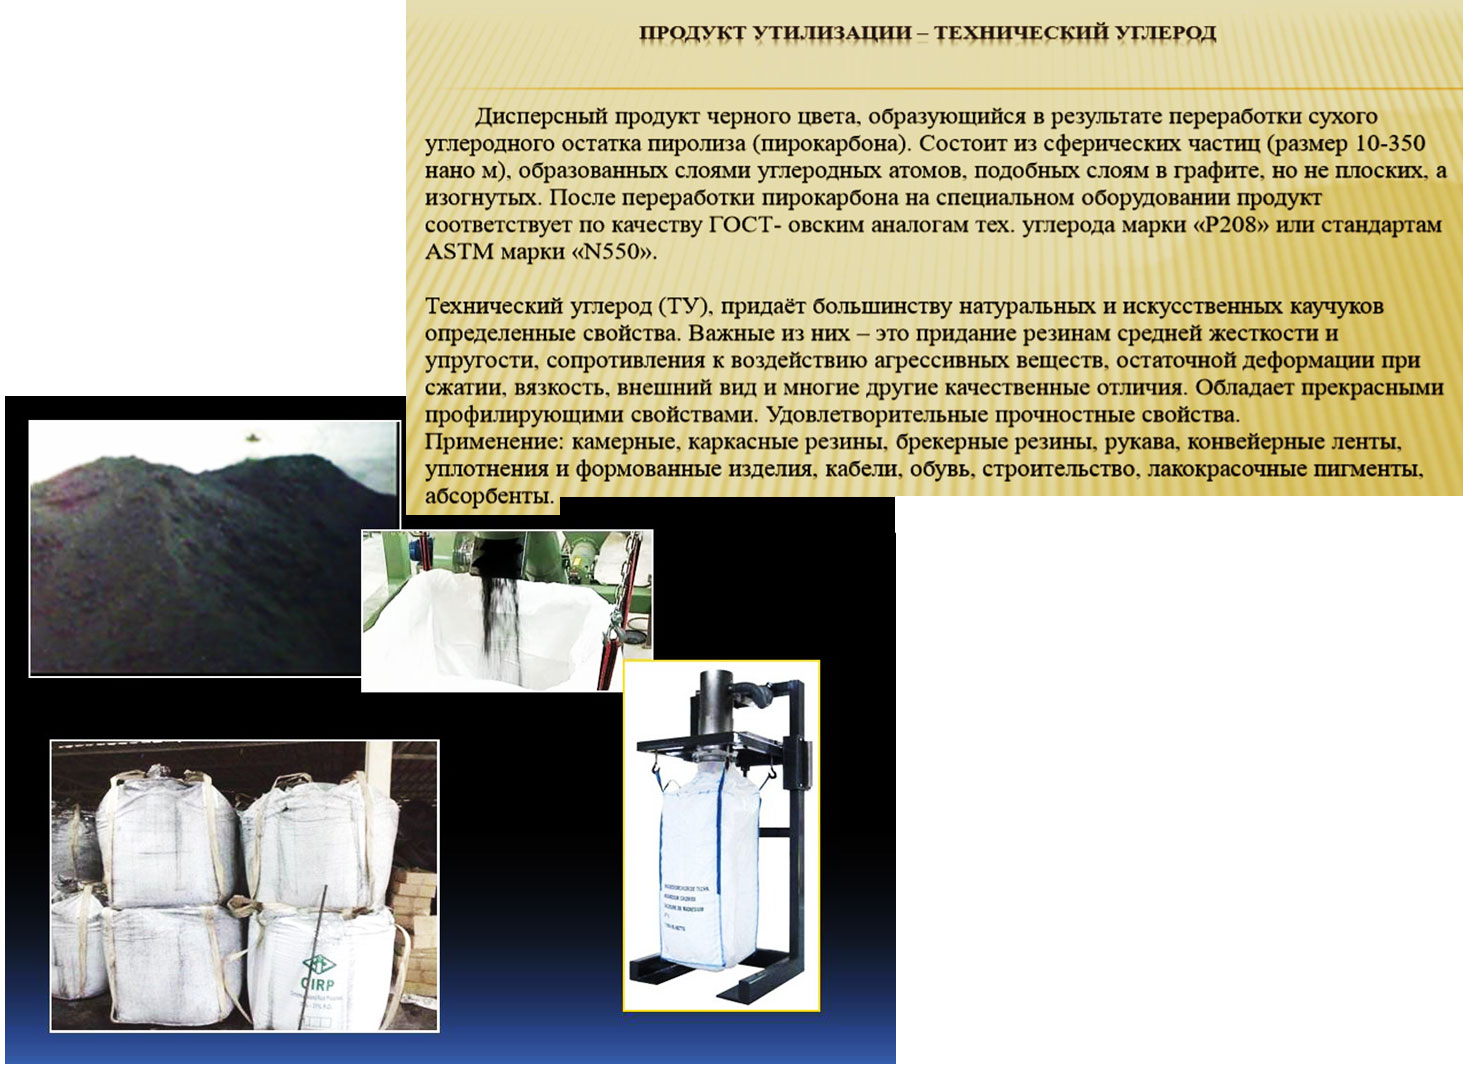 ПРОДУКТ УТИЛИЗАЦИИ – ТЕХНИЧЕСКИЙ УГЛЕРОД
Дисперсный продукт черного цвета, образующийся в результате переработки сухого
углеродного остатка пиролиза (пирокарбона). Состоит из сферических частиц (размер 10-350
нано м), образованных слоями углеродных атомов, подобных слоям в графите, но не плоских, а
изогнутых. После переработки пирокарбона на специальном оборудовании продукт
соответствует по качеству ГОСТ- овским аналогам тех. углерода марки «P208» или стандартам
ASTM марки «N550».
Технический углерод (ТУ), придаёт большинству натуральных и искусственных каучуков
определенные свойства. Важные из них – это придание резинам средней жесткости и
упругости, сопротивления к воздействию агрессивных веществ, остаточной деформации при
сжатии, вязкость, внешний вид и многие другие качественные отличия. Обладает прекрасными
профилирующими свойствами. Удовлетворительные прочностные свойства.
Применение: камерные, каркасные резины, брекерные резины, рукава, конвейерные ленты,
уплотнения и формованные изделия, кабели, обувь, строительство, лакокрасочные пигменты,
абсорбенты.
CIRP